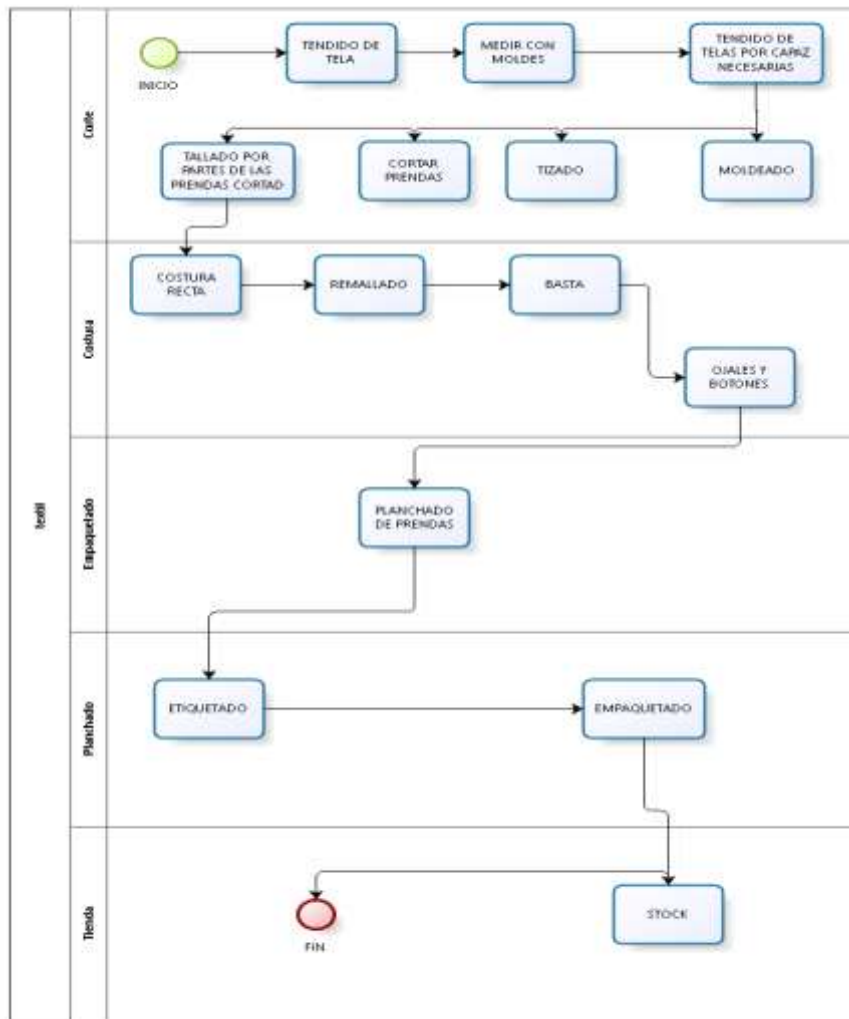 textil
Corte
INICIO
TENDIDO DE
TELA
MEDIR CON
MOLDES
TENDIDO DE
TELAS POR CAPAZ
NECESARIAS
TALLADO POR
PARTES DE LAS
PRENDAS CORTAD
CORTAR
PRENDAS
TIZADO
MOLDEADO
Costura
COSTURA
RECTA
REMALLADO
BASTA
OJALES Y
BOTONES
Empaquetado
PLANCHADO
DE PRENDAS
Planchado
ETIQUETADO
EMPAQUETADO
Tienda
FIN
STOCK